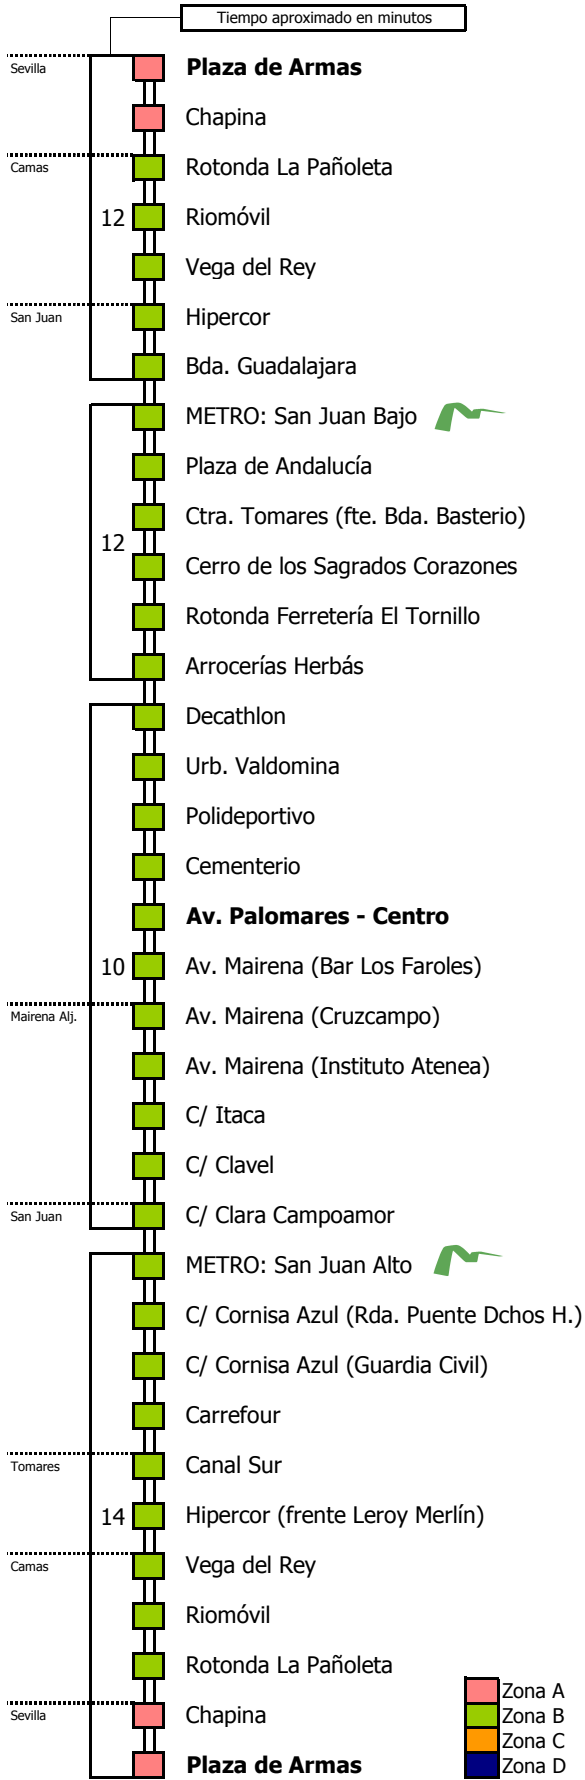 Tiempo aproximado en minutos
Sevilla
Plaza de Armas
Chapina
Camas
Rotonda La Pañoleta
12
Riomóvil
Vega del Rey
San Juan
Hipercor
Bda. Guadalajara
METRO: San Juan Bajo
Plaza de Andalucía
Ctra. Tomares (fte. Bda. Basterio)
12
Cerro de los Sagrados Corazones
Rotonda Ferretería El Tornillo
Arrocerías Herbás
Decathlon
Urb. Valdomina
Polideportivo
Cementerio
Av. Palomares - Centro
10
Av. Mairena (Bar Los Faroles)
Mairena Alj.
Av. Mairena (Cruzcampo)
Av. Mairena (Instituto Atenea)
C/ Itaca
C/ Clavel
San Juan
C/ Clara Campoamor
METRO: San Juan Alto
C/ Cornisa Azul (Rda. Puente Dchos H.)
C/ Cornisa Azul (Guardia Civil)
Carrefour
Tomares
Canal Sur
14
Hipercor (frente Leroy Merlín)
Camas
Vega del Rey
Riomóvil
Rotonda La Pañoleta
Sevilla
Chapina
Plaza de Armas
Zona A
Zona B
Zona C
Zona D